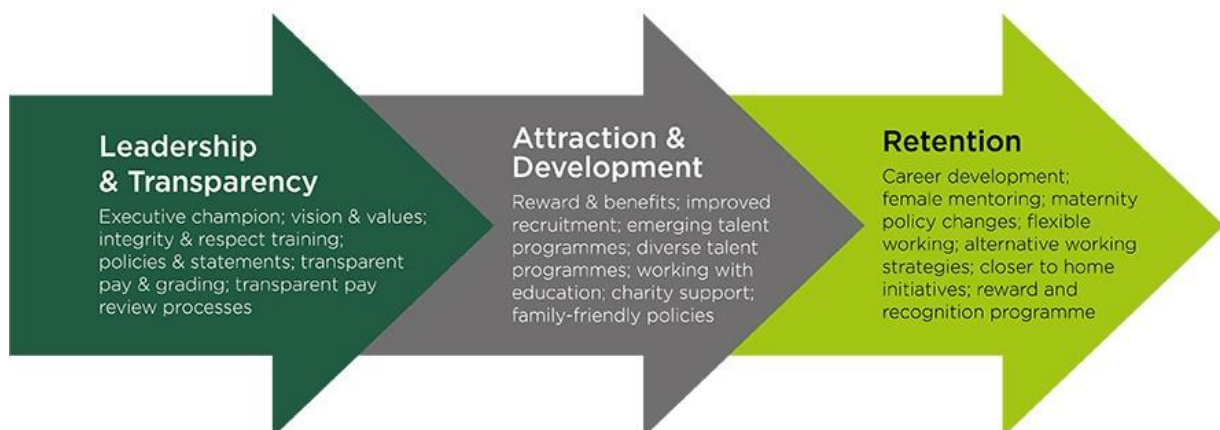 Leadership
& Transparency
Executive champion; vision & values;
integrity & respect training;
policies & statements; transparent
pay & grading; transparent pay
review processes
Attraction &
Development
Reward & benefits; improved
recruitment; emerging talent
programmes; diverse talent
programmes; working with
education; charity support;
family-friendly policies
Retention
Career development;
female mentoring; maternity
policy changes; flexible
working; alternative working
strategies; closer to home
initiatives; reward and
recognition programme